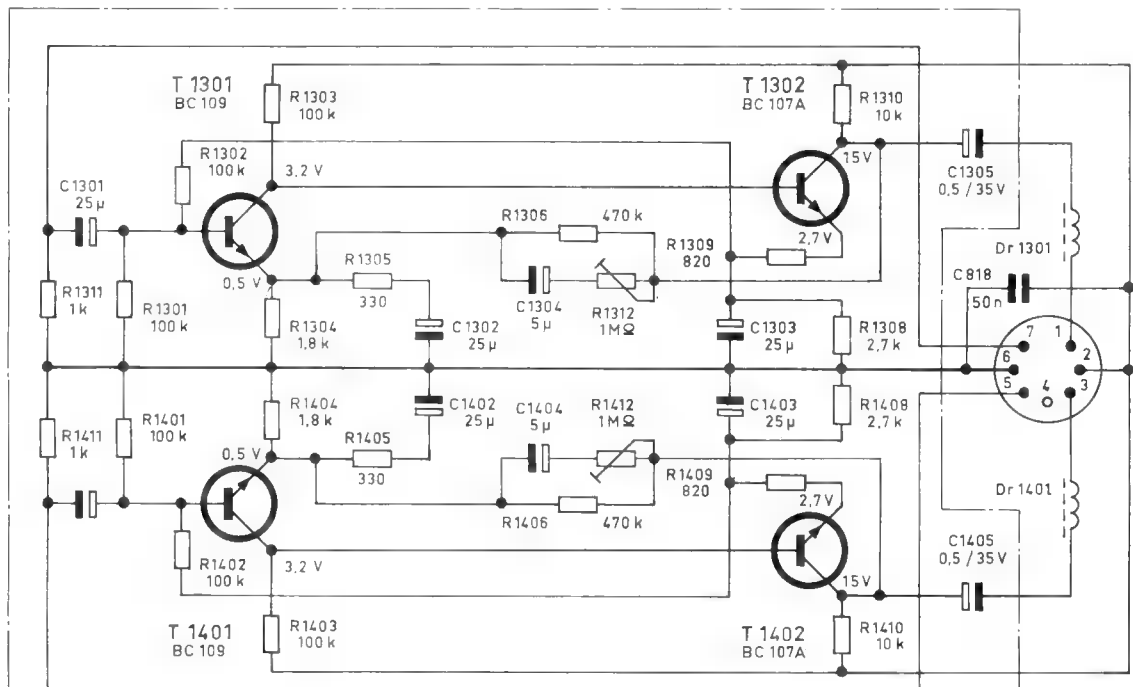 T 1301
BC 109
R 1303
100 k
T 1302
BC 107A
R 1310
10 k
R 1302
100 k
3,2 V
15 V
C 1301
25 µ
C 1305
0,5 / 35 V
R 1306
470 k
2,7 V
R 1309
820
Dr 1301
0,5 V
R 1305
330
C 818
50 n
R 1311
1 k
R 1301
100 k
R 1304
1,8 k
C 1302
25 µ
C 1304
5 µ
R 1312
1 MΩ
C 1303
25 µ
R 1308
2,7 k
7
1
6
2
5
4
3
R 1411
1 k
R 1401
100 k
R 1404
1,8 k
C 1402
25 µ
C 1404
5 µ
R 1412
1 MΩ
C 1403
25 µ
R 1408
2,7 k
0,5 V
R 1405
330
R 1409
820
R 1406
470 k
2,7 V
Dr 1401
R 1402
100 k
3,2 V
15 V
C 1405
0,5 / 35 V
T 1401
BC 109
R 1403
100 k
T 1402
BC 107A
R 1410
10 k